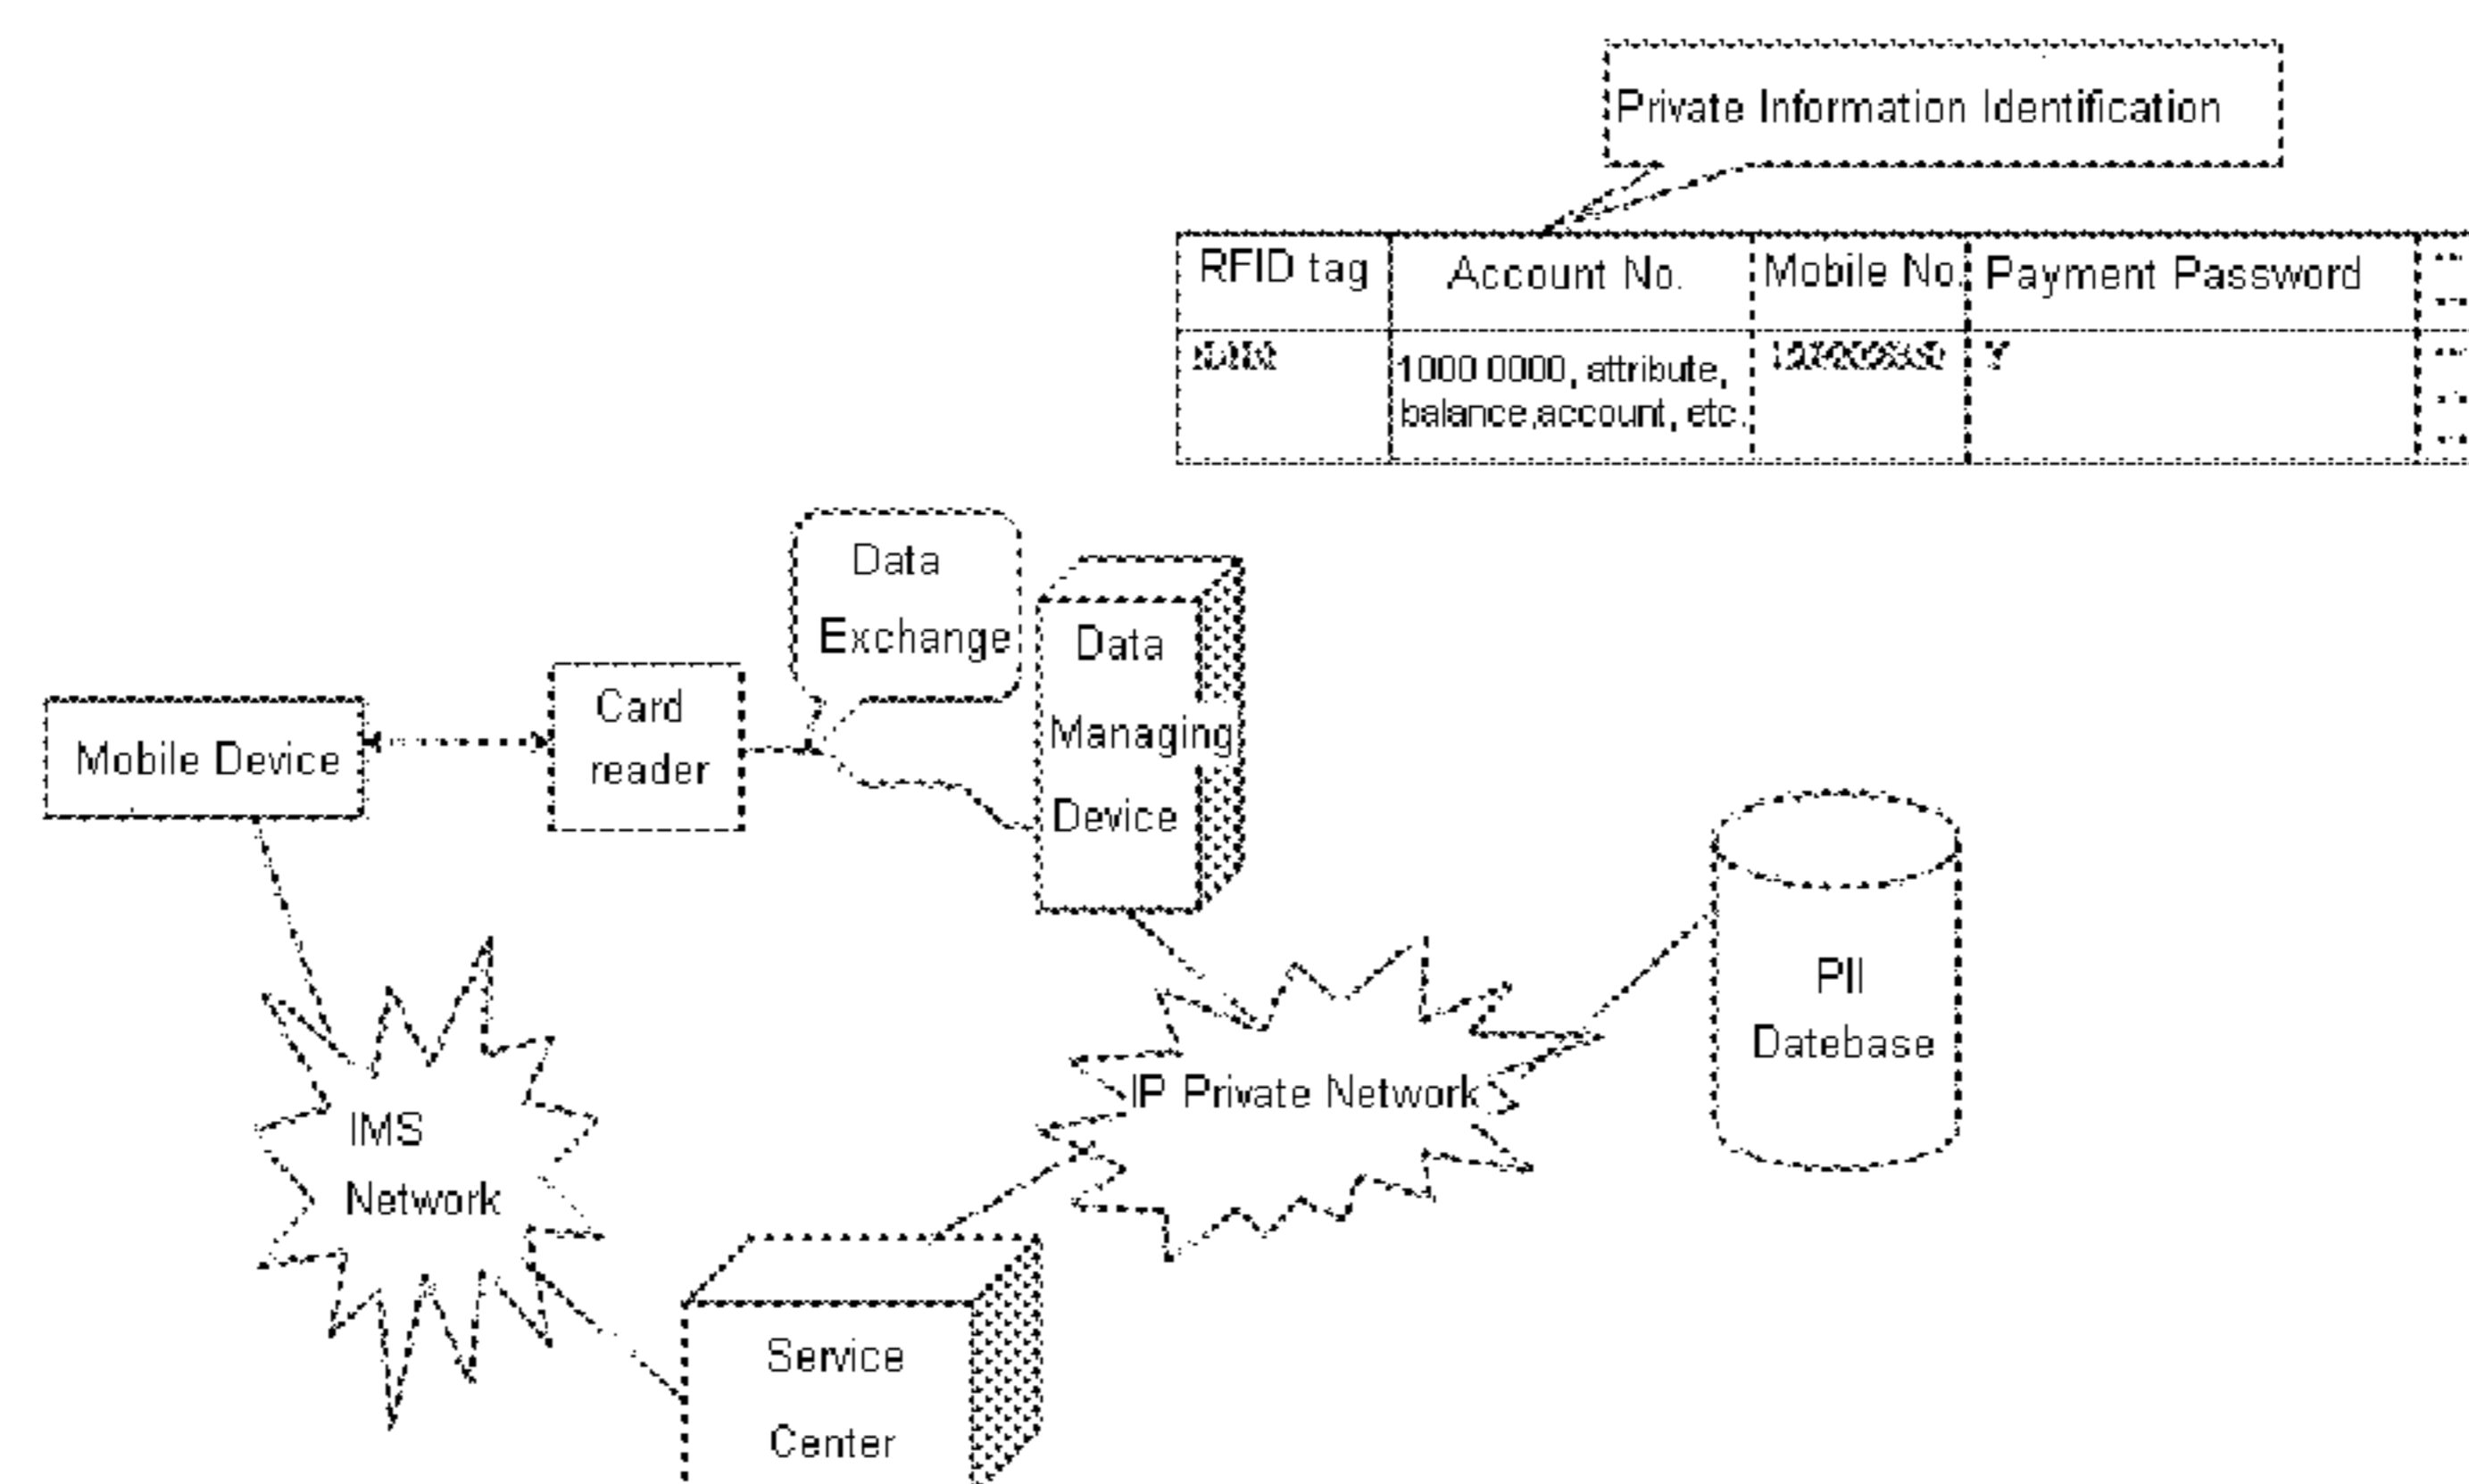 Private Information Identification
RFID tag
Account No.
Mobile No.
Payment Password
1000 0000, attribute,
balance,account, etc.
Data
Exchange
Data
Managing
Device
Card
reader
Mobile Device
PII
Datebase
IP Private Network
IMS
Network
Service
Center